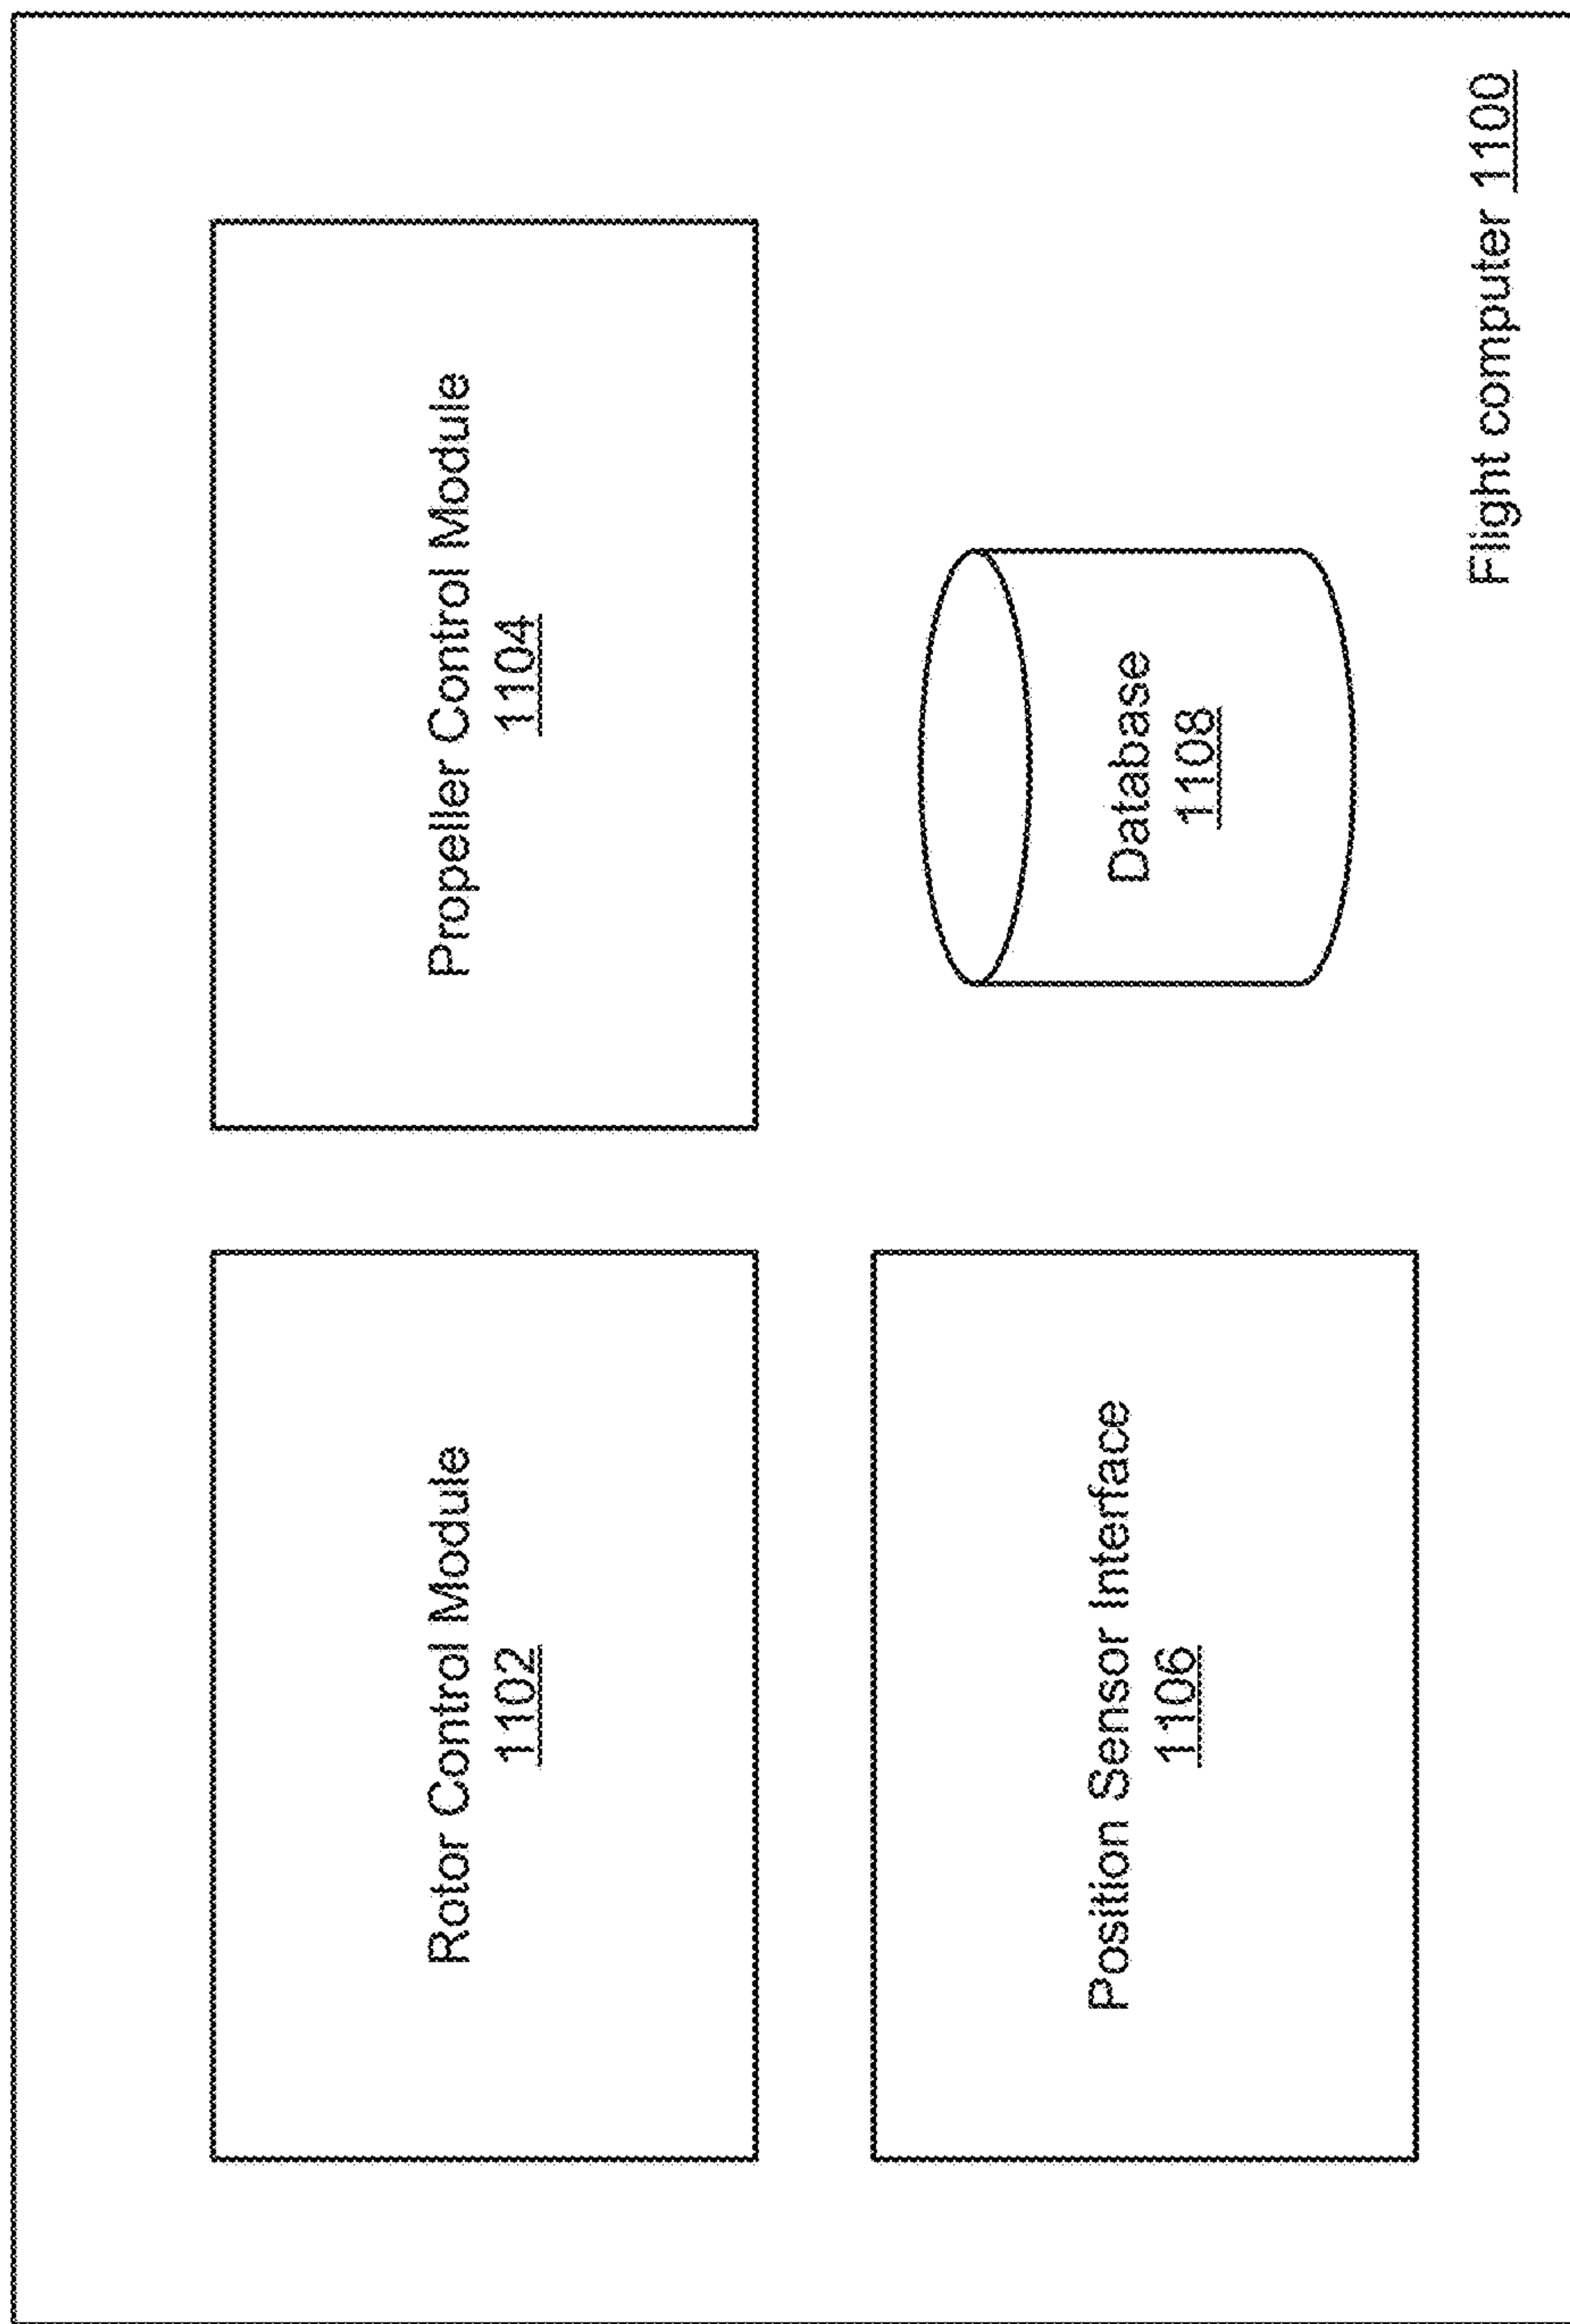 Rotor Control Module
1102
Propeller Control Module
1104
Position Sensor Interface
1106
Database
1108
Flight computer 1100